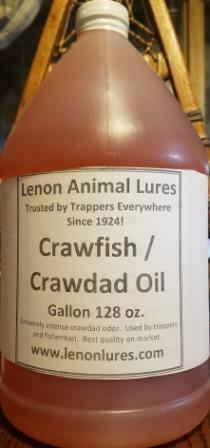 Lenon Animal Lures
Trusted by Trappers Everywhere
Since 1924!
Crawfish /
Crawdad Oil
Gallon 128 oz.
Extremely intense crawdad odor. Used by trappers
and fisherman. Best quality on market.
www.lenonlures.com